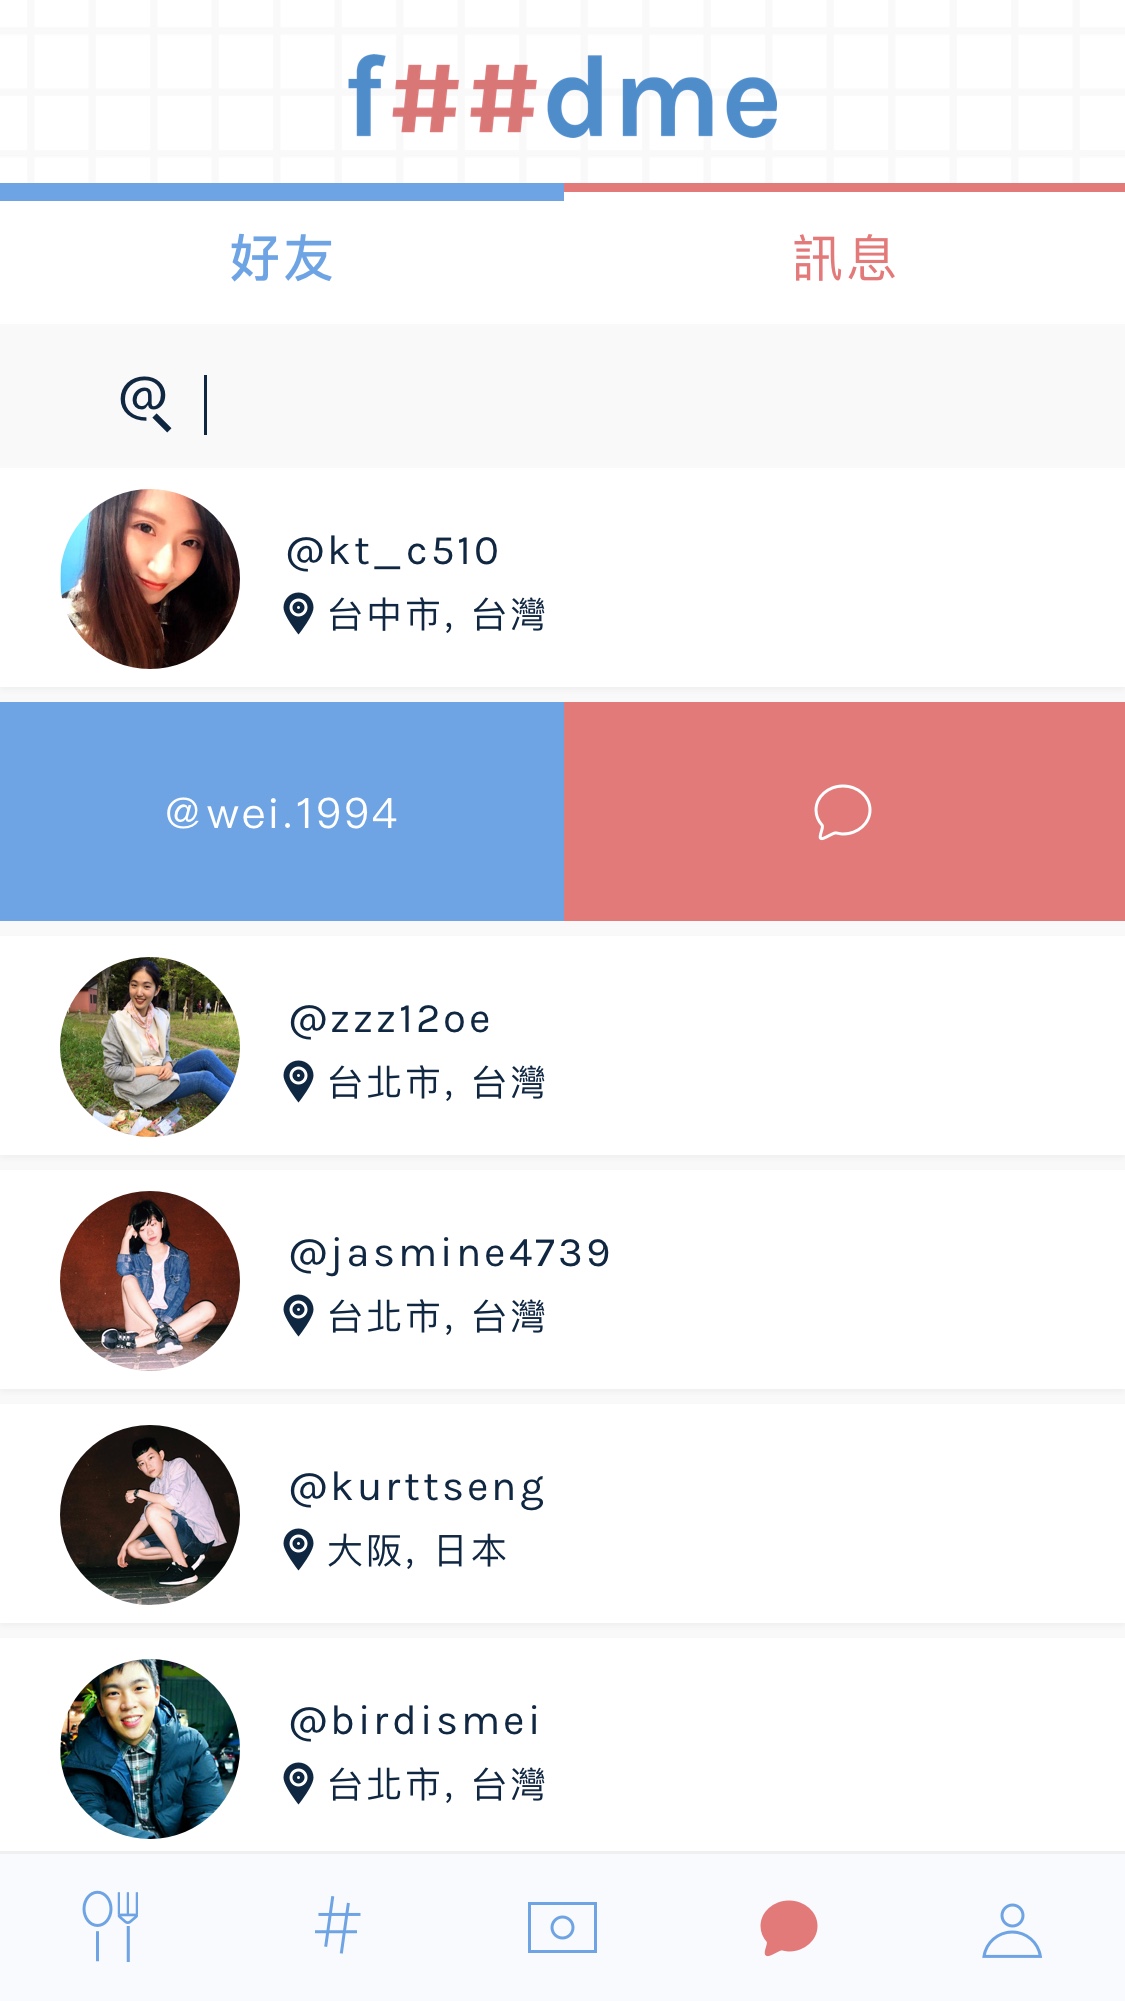 f##dme
好友
訊息
@kt_c510
台中市, 台灣
@wei.1994
@zzz12oe
台北市, 台灣
@jasmine4739
台北市, 台灣
@kurttseng
大阪, 日本
@birdismei
台北市, 台灣